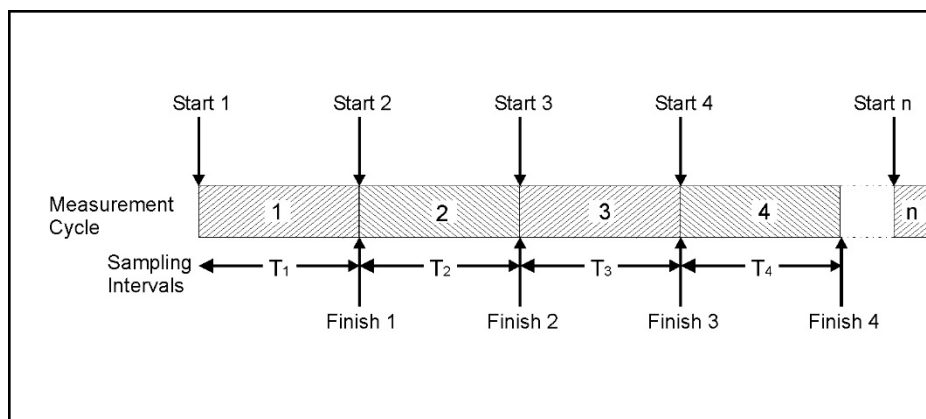 Start 1
Start 2
Start 3
Start 4
Start n
Measurement
Cycle
1
2
3
4
n
Sampling
Intervals
T1
T2
T3
T4
Finish 1
Finish 2
Finish 3
Finish 4